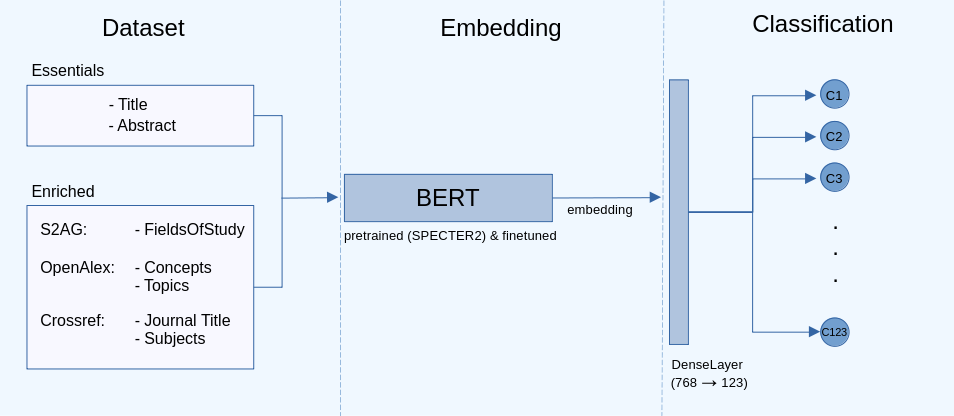 Dataset
Essentials
- Title
- Abstract
Enriched
S2AG: - FieldsOfStudy
OpenAlex: - Concepts
- Topics
Crossref: - Journal Title
- Subjects
Embedding
BERT
pretrained (SPECTER2) & finetuned
embedding
Classification
C1
C2
C3
.
.
.
C123
DenseLayer
(768 → 123)